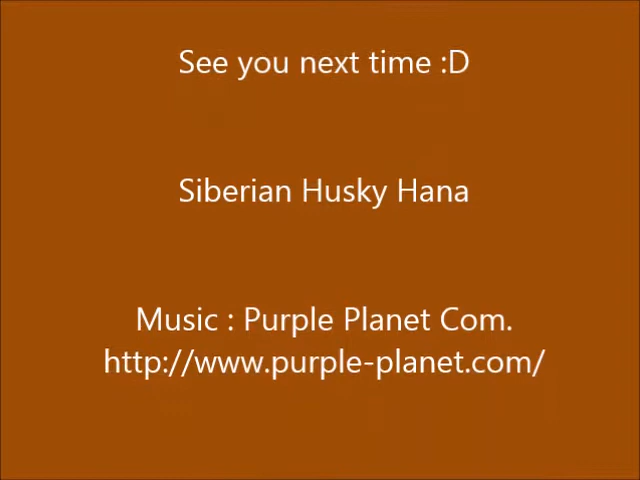 See you next time :D
Siberian Husky Hana
Music : Purple Planet Com.
http://www.purple-planet.com/